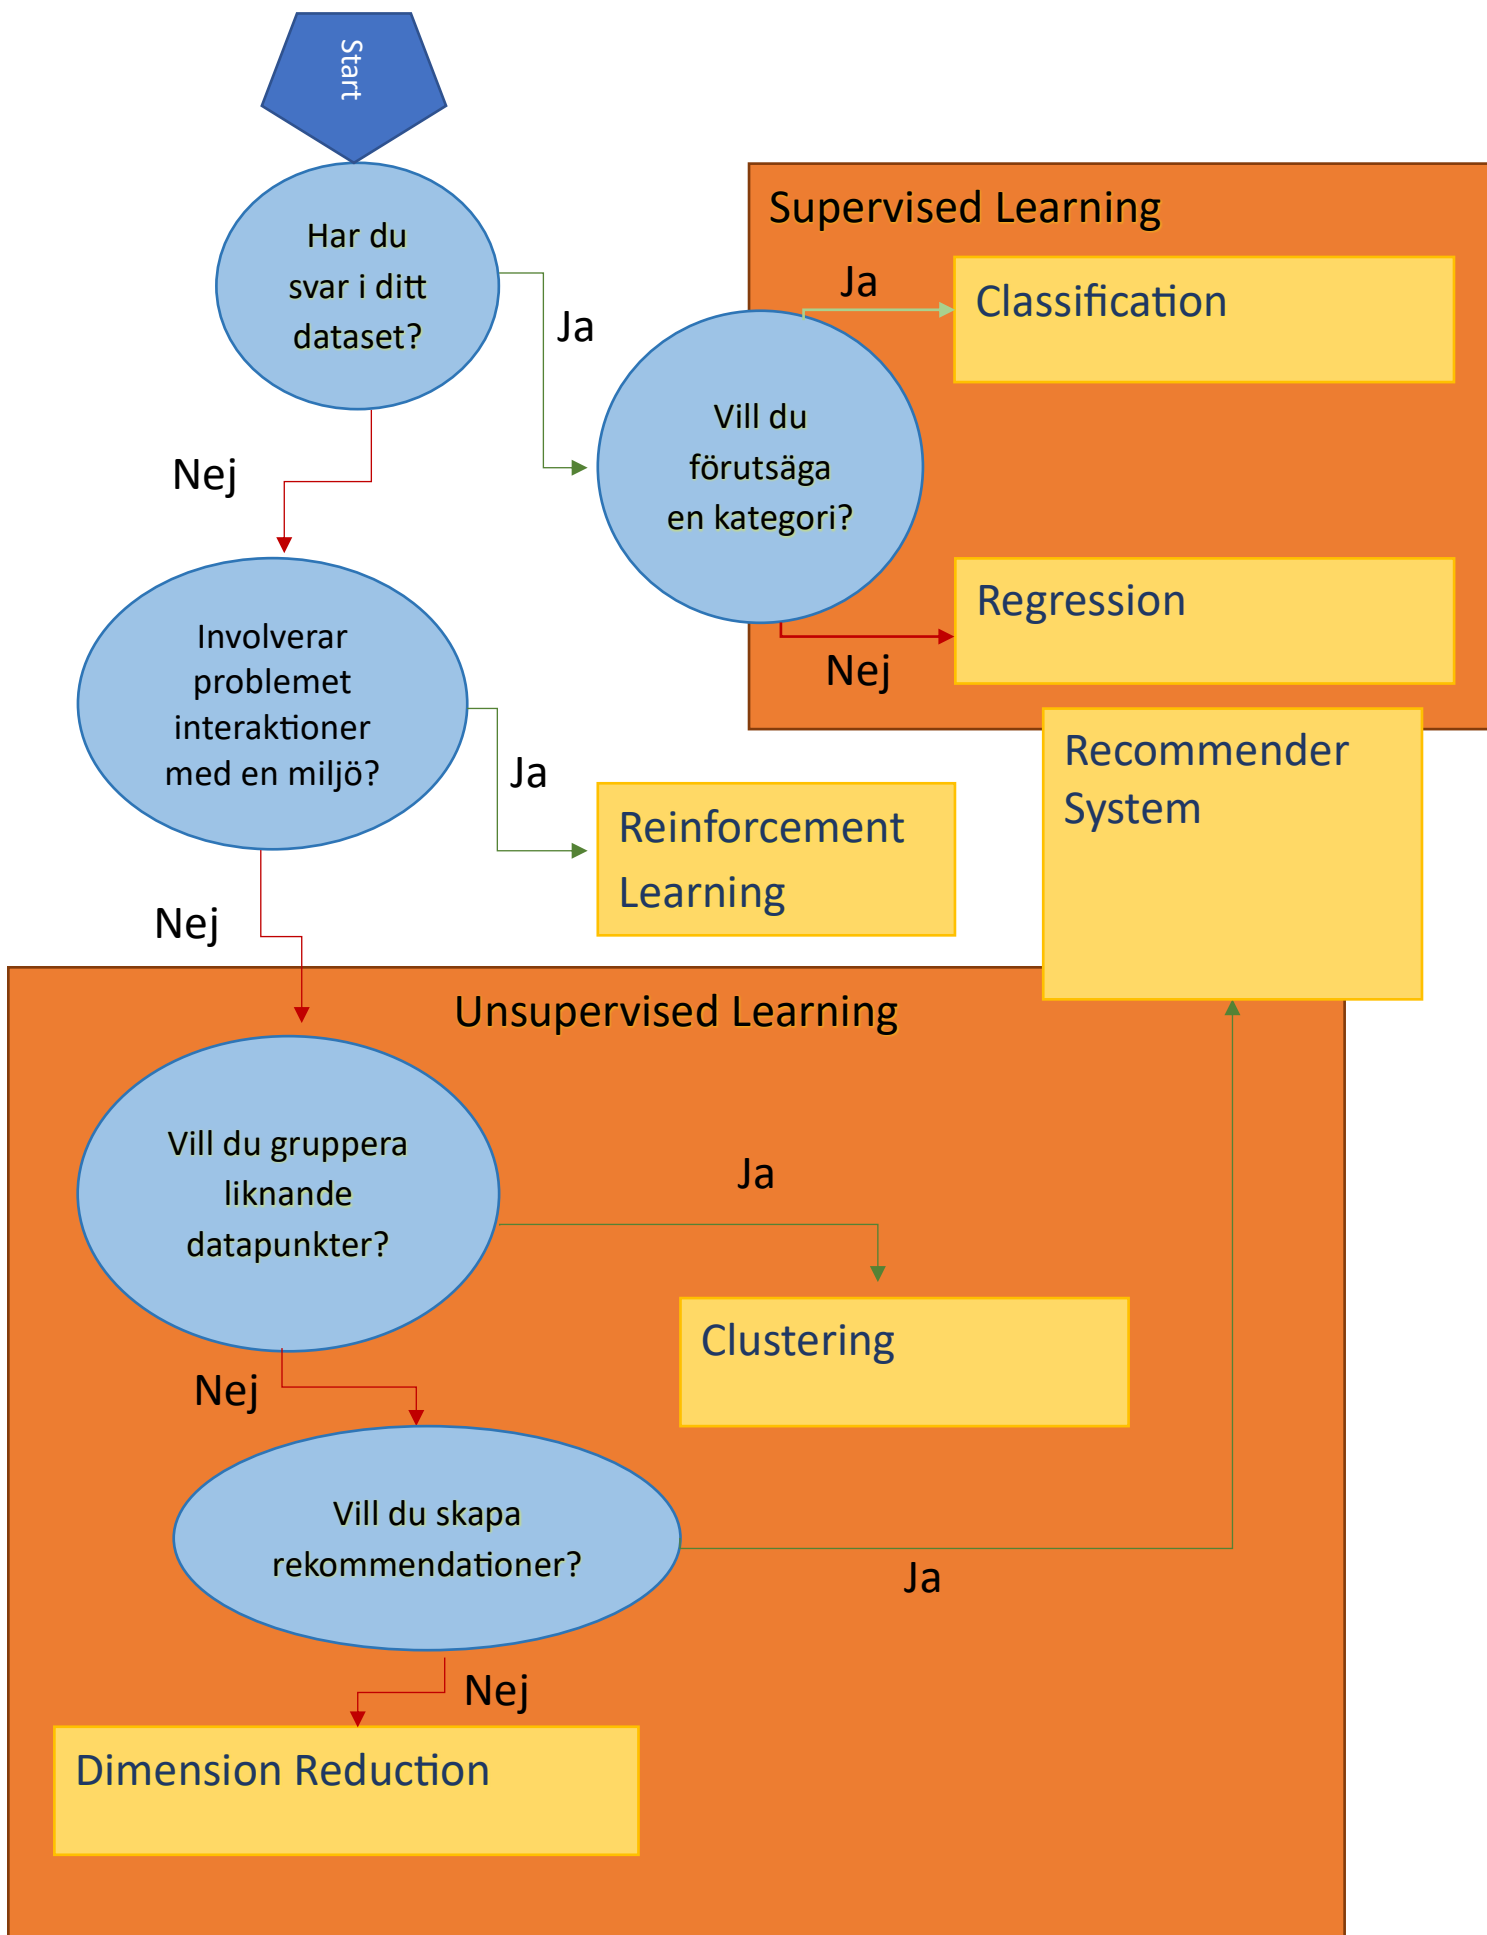 Start
Har du
svar i ditt
dataset?
Ja
Nej
Supervised Learning
Ja
Classification
Vill du
förutsäga
en kategori?
Regression
Nej
Involverar
problemet
interaktioner
med en miljö?
Ja
Reinforcement
Learning
Recommender
System
Nej
Unsupervised Learning
Vill du gruppera
liknande
datapunkter?
Ja
Clustering
Nej
Vill du skapa
rekommendationer?
Ja
Nej
Dimension Reduction